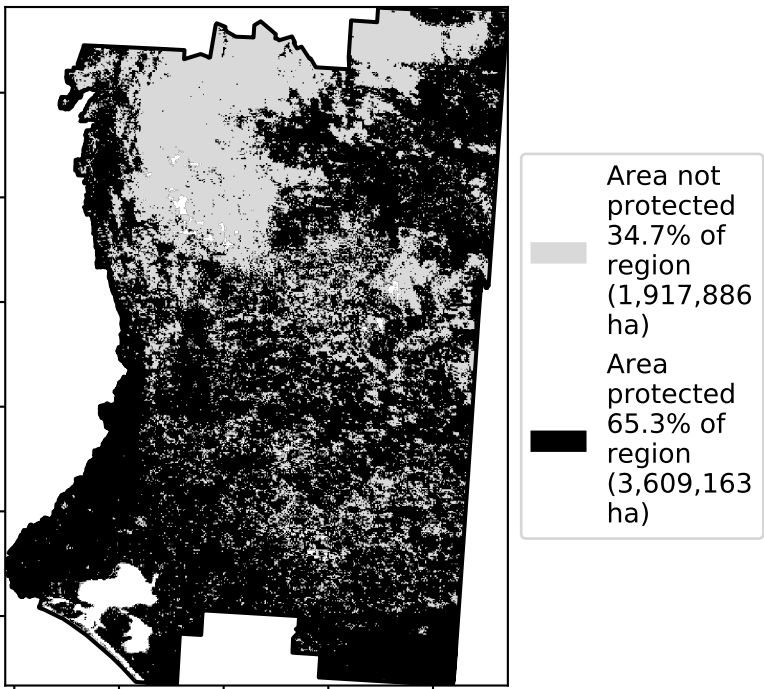 Area not
protected
34.7% of
region
(1,917,886
ha)
Area
protected
65.3% of
region
(3,609,163
ha)